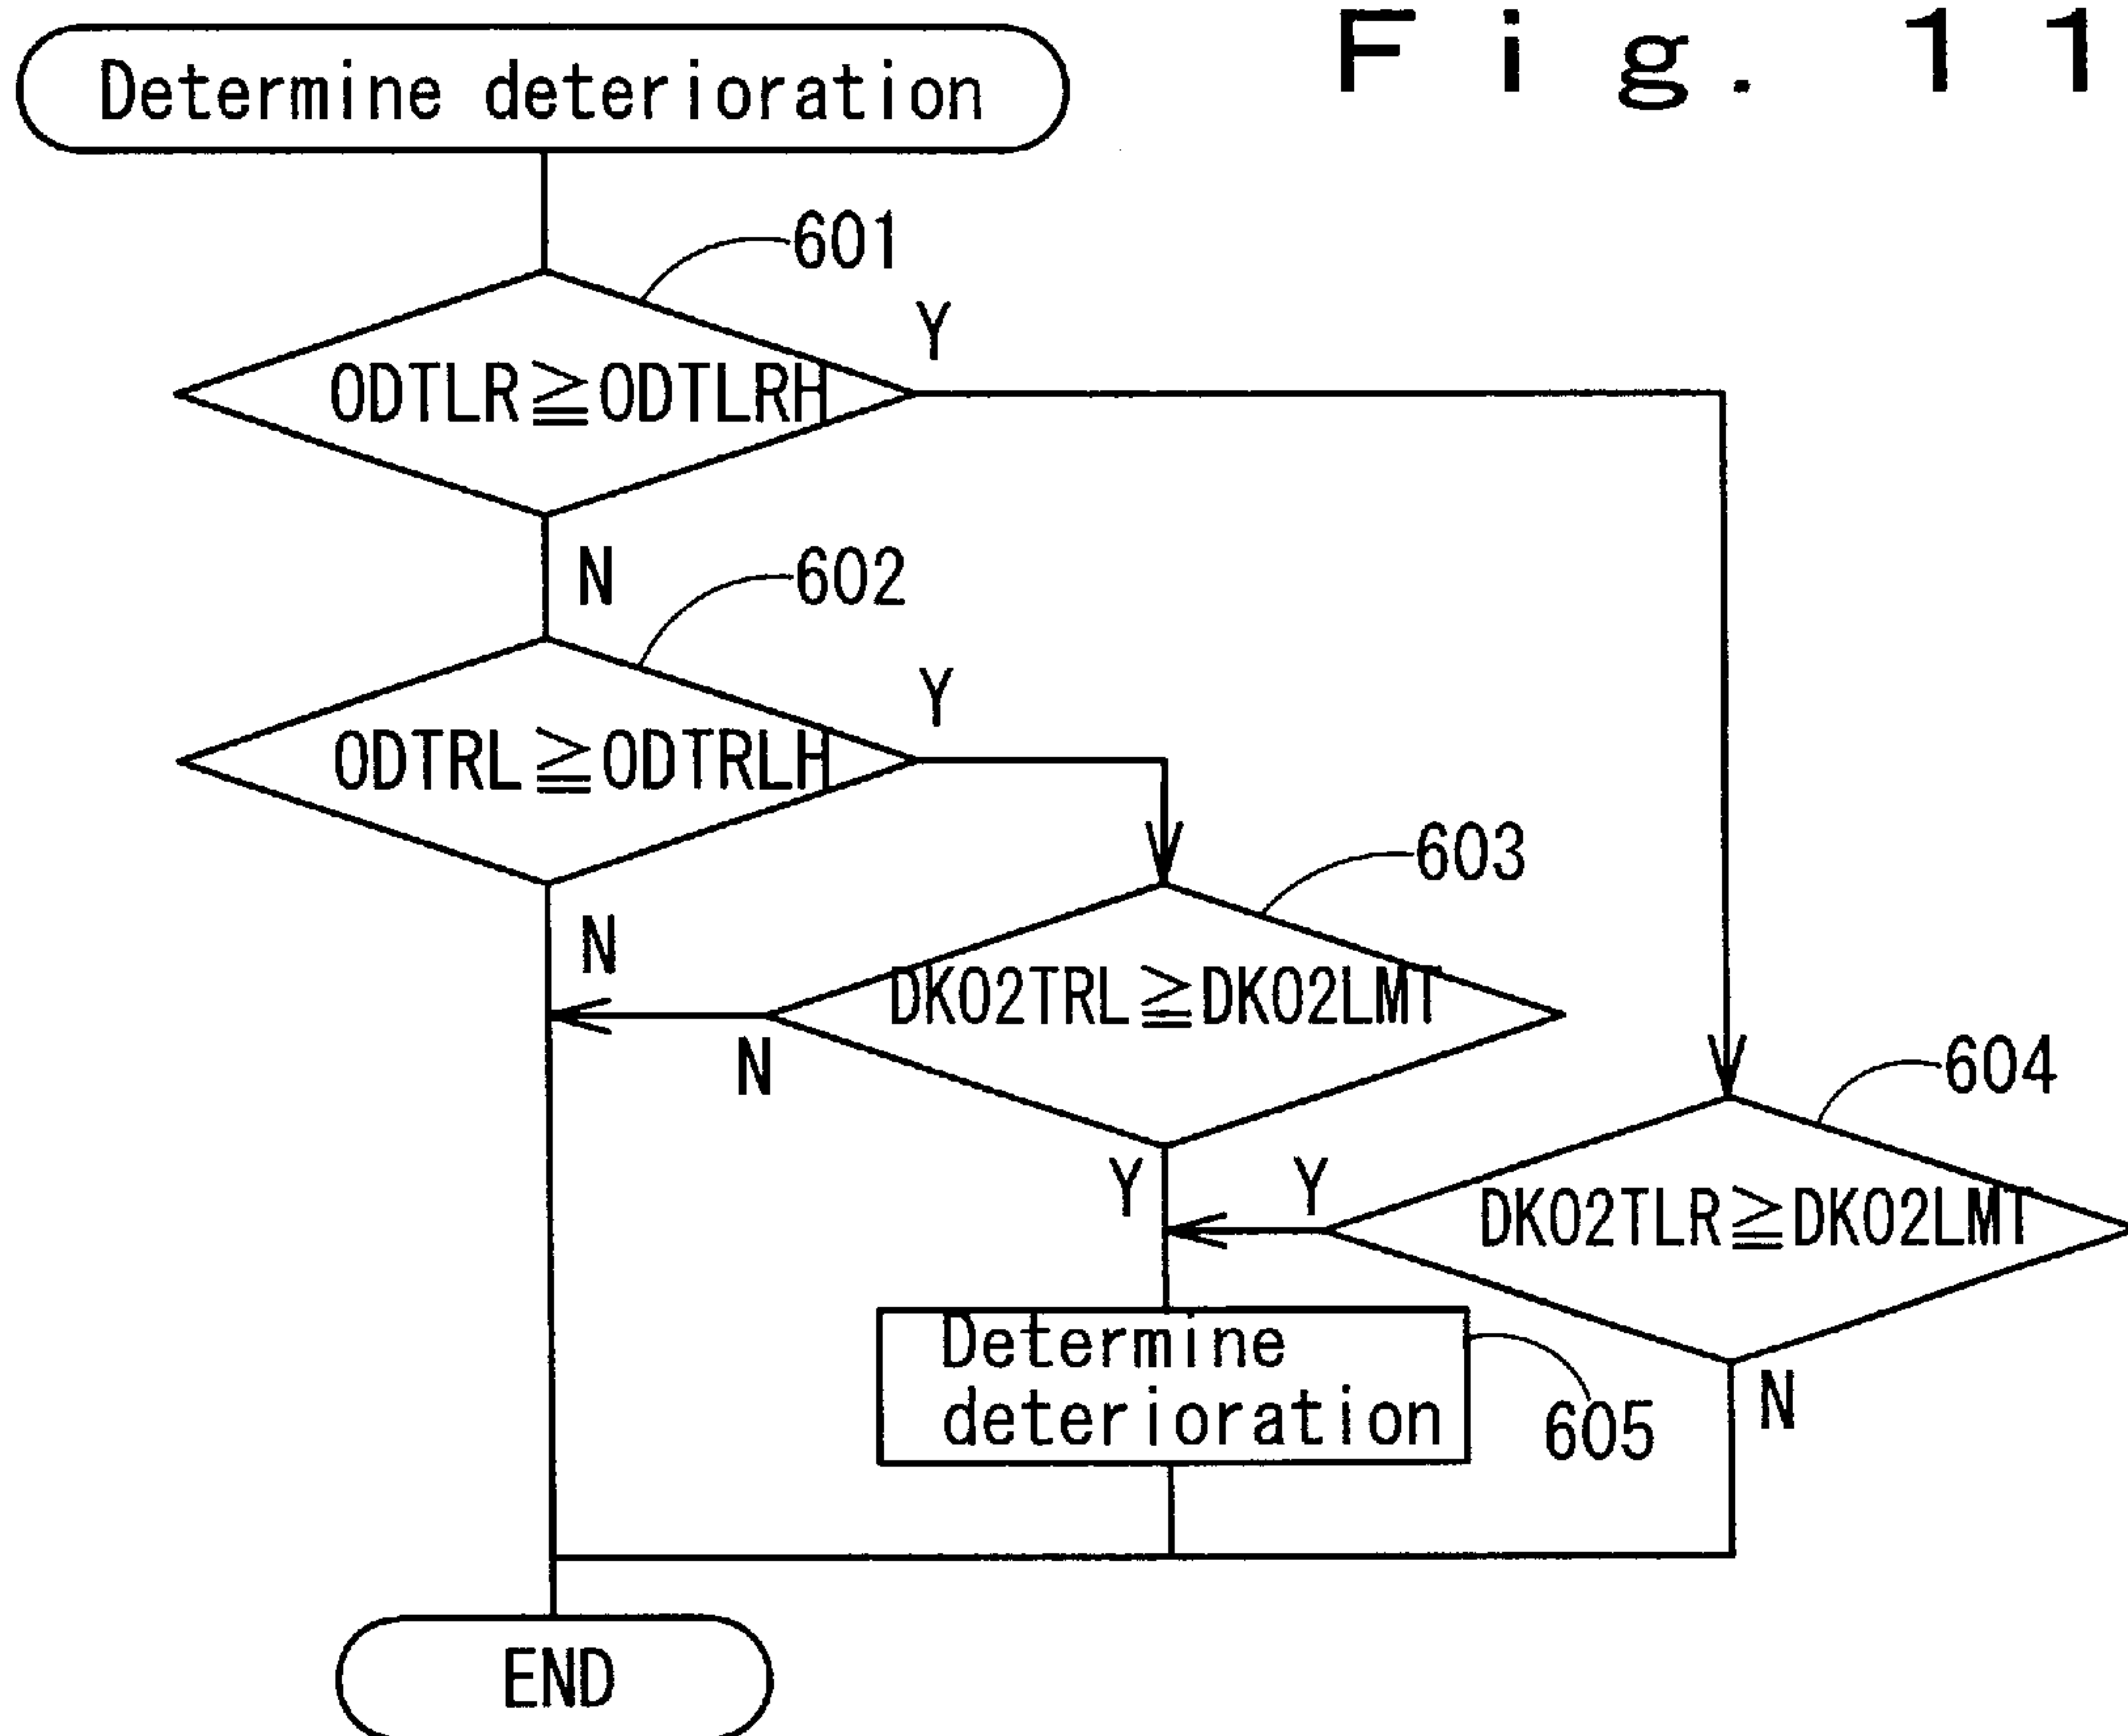 Fig. 11
Determine deterioration
601
ODTLR≧ODTLRH
Y
N
602
ODTRL≧ODTRLH
Y
N
603
DKO2TRL≧DKO2LMT
N
Y
604
DKO2TLR≧DKO2LMT
Y
N
Determine
deterioration
605
END